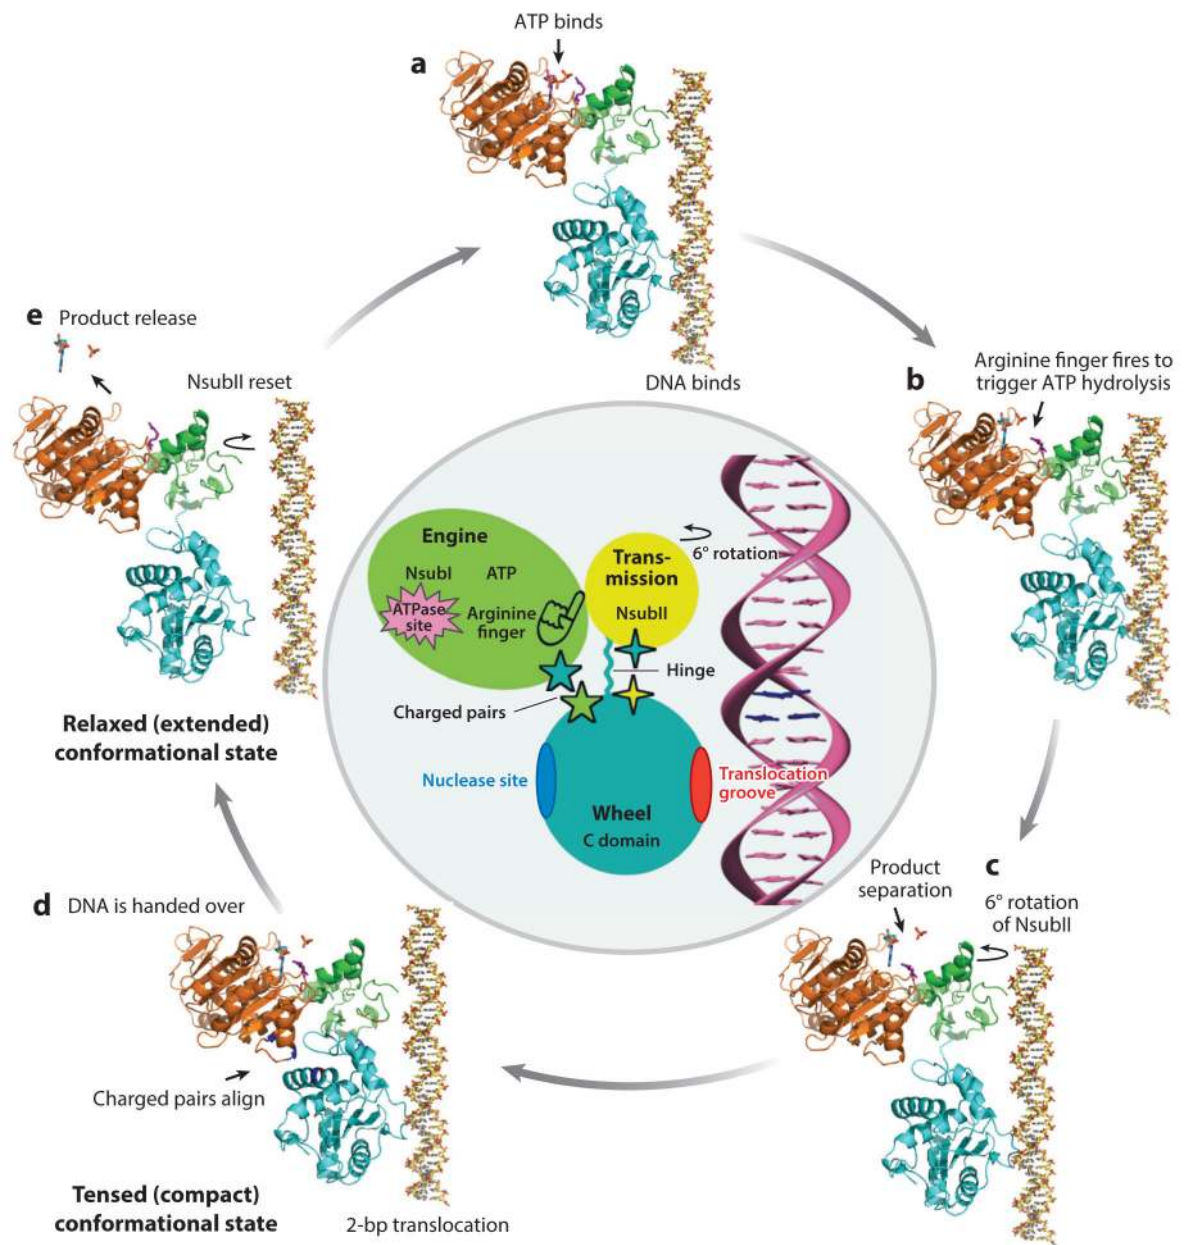 ATP binds
a
DNA binds
Arginine finger fires to
trigger ATP hydrolysis
b
e
Product release
NsubII reset
Relaxed (extended)
conformational state
Engine
NsubI
ATP
ATPase
site
Arginine
finger
Trans-
mission
NsubII
6° rotation
Hinge
Charged pairs
Nuclease site
Translocation
groove
Wheel
C domain
c
Product
separation
6° rotation
of NsubII
d
DNA is handed over
Charged pairs align
Tensed (compact)
conformational state
2-bp translocation